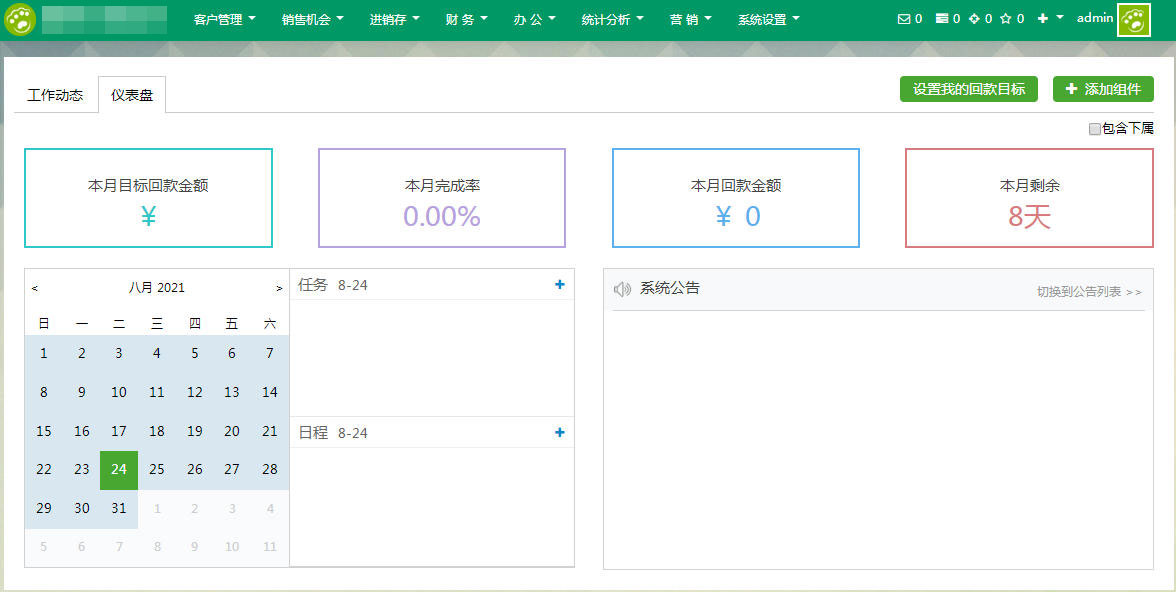 客户管理 销售机会 进销存 财 务 办 公 统计分析 营 销 系统设置 0 0 0 0 admin
工作动态 仪表盘 设置我的回款目标 添加组件
包含下属
本月目标回款金额 本月完成率 本月回款金额 本月剩余
¥ 0.00% ¥ 0 8天
< 八月 2021 > 任务 8-24 + 系统公告 切换到公告列表 >>
日 一 二 三 四 五 六
1 2 3 4 5 6 7
8 9 10 11 12 13 14
15 16 17 18 19 20 21
日程 8-24 +
22 23 24 25 26 27 28
29 30 31 1 2 3 4
5 6 7 8 9 10 11